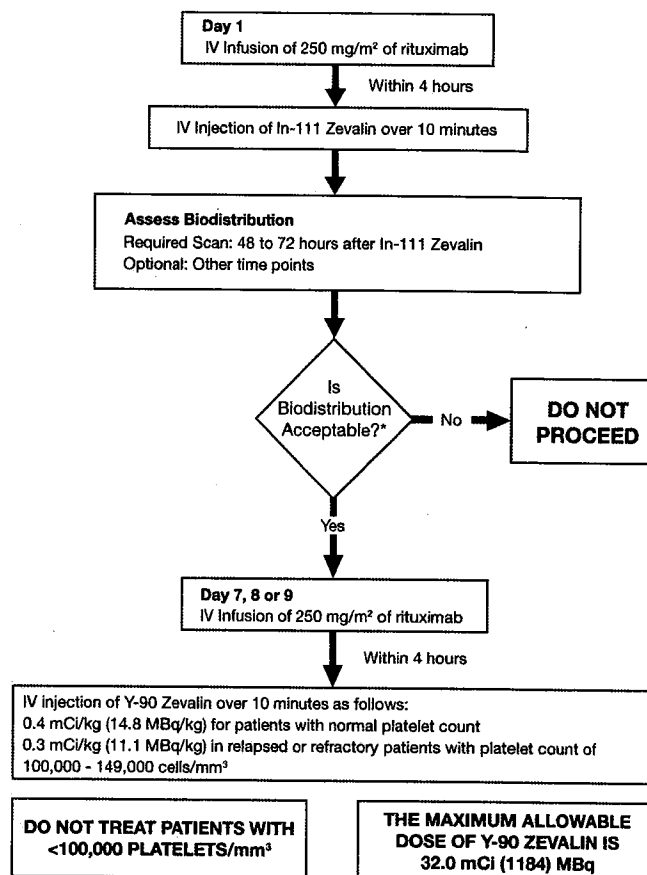 Day 1
IV Infusion of 250 mg/m² of rituximab
Within 4 hours
IV Injection of In-111 Zevalin over 10 minutes
Assess Biodistribution
Required Scan: 48 to 72 hours after In-111 Zevalin
Optional: Other time points
Is
Biodistribution
Acceptable?*
No
DO NOT
PROCEED
Yes
Day 7, 8 or 9
IV Infusion of 250 mg/m² of rituximab
Within 4 hours
IV injection of Y-90 Zevalin over 10 minutes as follows:
0.4 mCi/kg (14.8 MBq/kg) for patients with normal platelet count
0.3 mCi/kg (11.1 MBq/kg) in relapsed or refractory patients with platelet count of
100,000 - 149,000 cells/mm³
DO NOT TREAT PATIENTS WITH
<100,000 PLATELETS/mm³
THE MAXIMUM ALLOWABLE
DOSE OF Y-90 ZEVALIN IS
32.0 mCi (1184) MBq